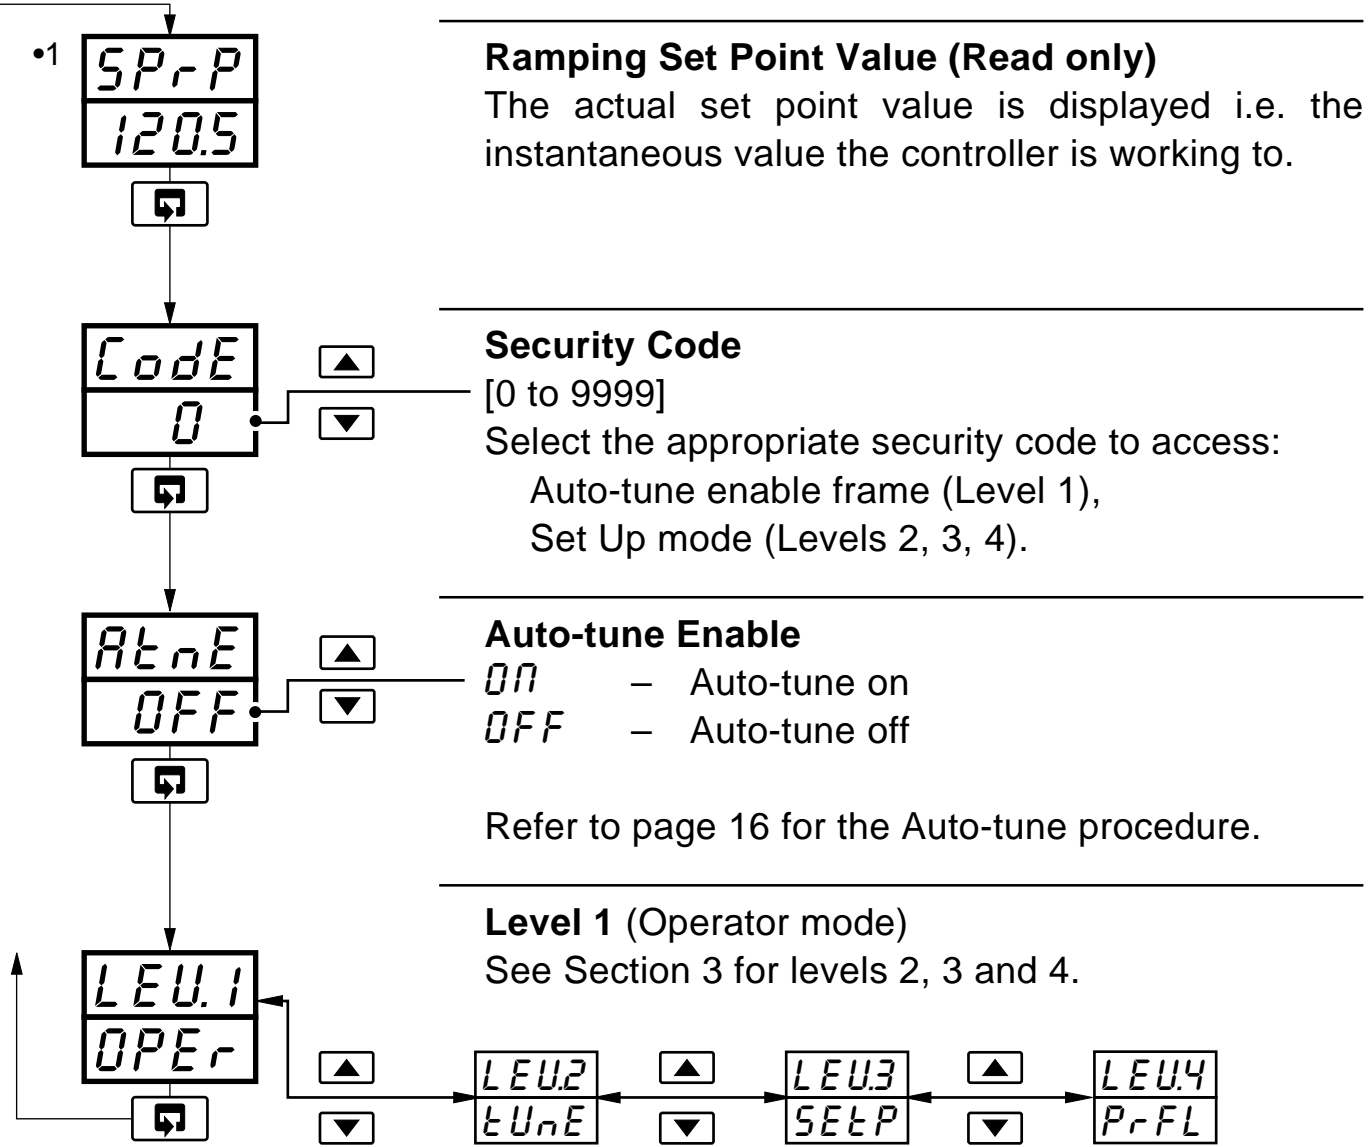 •1
SPrP
120.5
Ramping Set Point Value (Read only)
The actual set point value is displayed i.e. the
instantaneous value the controller is working to.
CodE
0
Security Code
[0 to 9999]
Select the appropriate security code to access:
Auto-tune enable frame (Level 1),
Set Up mode (Levels 2, 3, 4).
AtnE
OFF
Auto-tune Enable
On – Auto-tune on
OFF – Auto-tune off
Refer to page 16 for the Auto-tune procedure.
LEU.1
OPEr
Level 1 (Operator mode)
See Section 3 for levels 2, 3 and 4.
LEU.2
tUnE
LEU.3
SEtP
LEU.4
PrFL